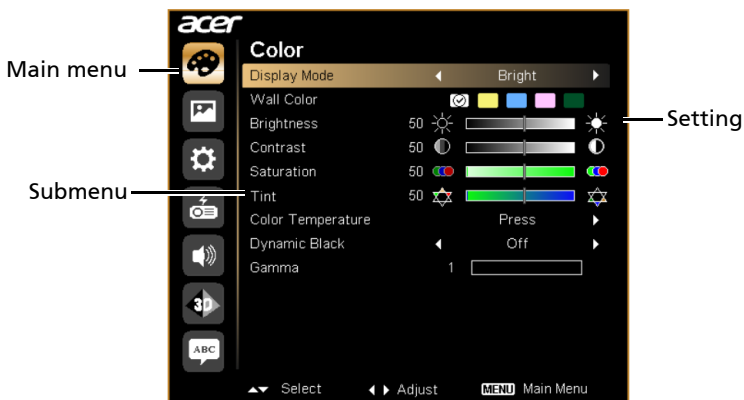 acer
Color
Main menu
Display Mode Bright
Wall Color
Brightness 50
Setting
Contrast 50
Saturation 50
Submenu
Tint 50
Color Temperature Press
Dynamic Black Off
Gamma 1
3D
ABC
Select Adjust MENU Main Menu